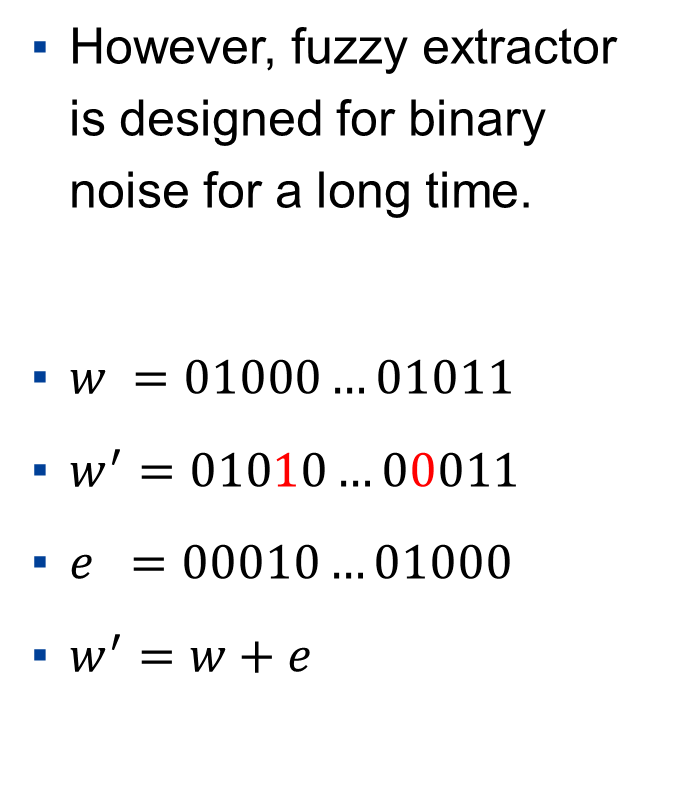 ▪ However, fuzzy extractor
is designed for binary
noise for a long time.
▪ w = 01000 … 01011
▪ w′ = 01010 … 00011
▪ e = 00010 … 01000
▪ w′ = w + e